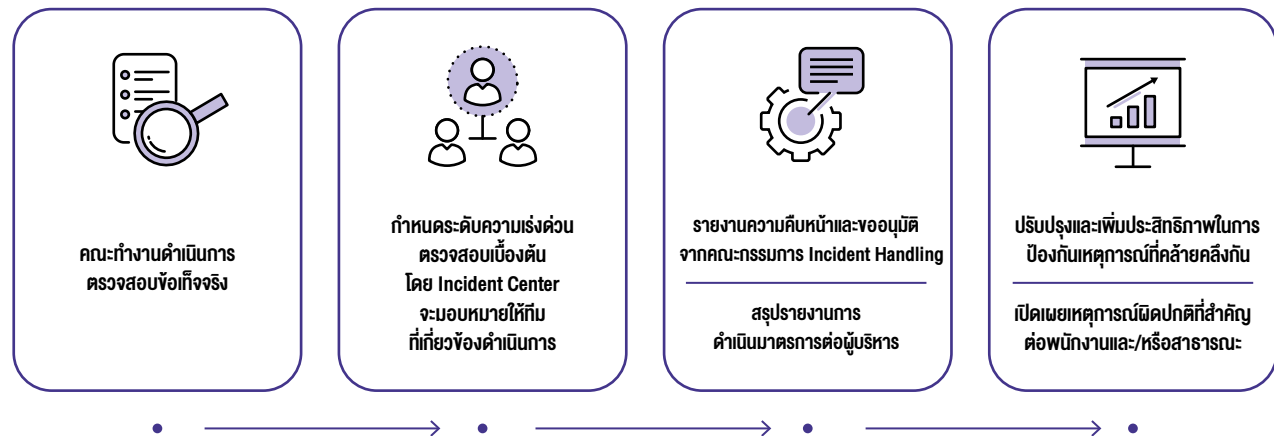 คณะทำงานดำเนินการ
ตรวจสอบข้อเท็จจริง
กำหนดระดับความเร่งด่วน
ตรวจสอบเบื้องต้น
โดย Incident Center
จะมอบหมายให้ทีม
ที่เกี่ยวข้องดำเนินการ
รายงานความคืบหน้าและขออนุมัติ
จากคณะกรรมการ Incident Handling
สรุปรายงานการ
ดำเนินมาตรการต่อผู้บริหาร
ปรับปรุงและเพิ่มประสิทธิภาพในการ
ป้องกันเหตุการณ์ที่คล้ายคลึงกัน
เปิดเผยเหตุการณ์ผิดปกติที่สำคัญ
ต่อพนักงานและ/หรือสาธารณะ